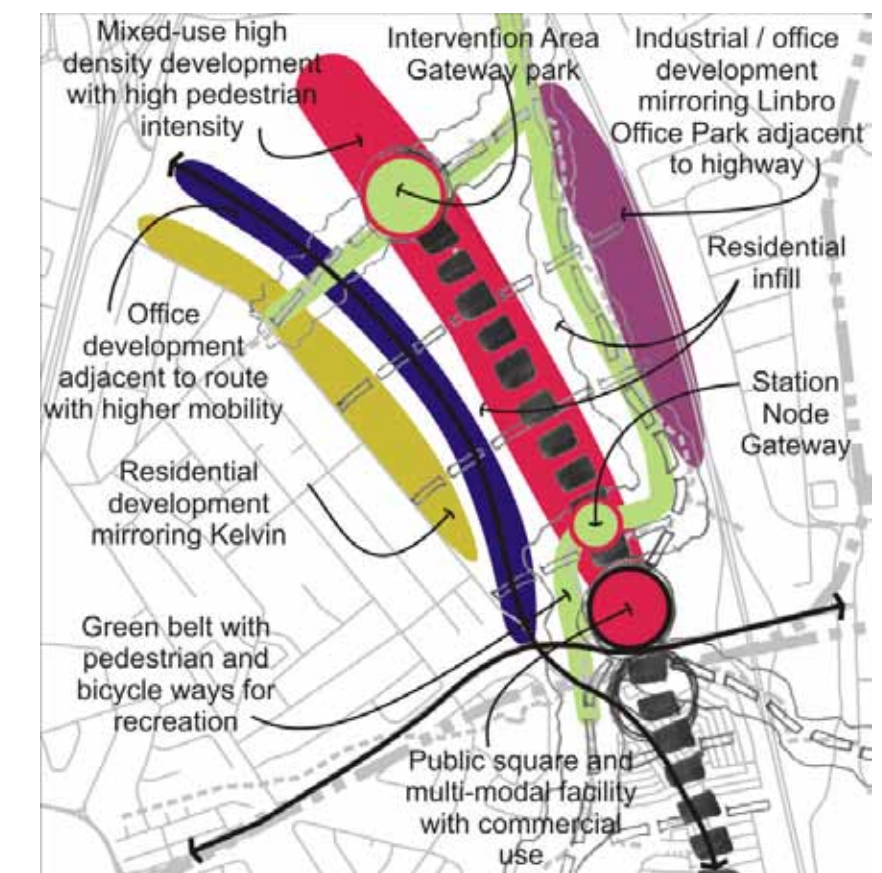 Mixed-use high
density development
with high pedestrian
intensity
Intervention Area
Gateway park
Industrial / office
development
mirroring Linbro
Office Park adjacent
to highway
Residential
infill
Office
development
adjacent to route
with higher mobility
Station
Node
Gateway
Residential
development
mirroring Kelvin
Green belt with
pedestrian and
bicycle ways for
recreation
Public square and
multi-modal facility
with commercial
use